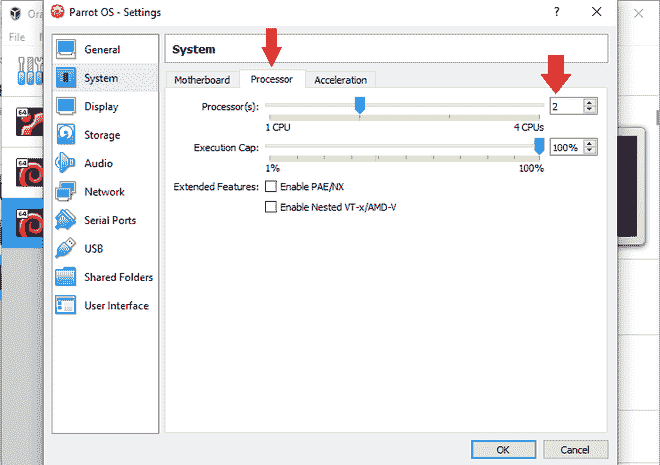 Parrot OS - Settings
?
Ora
File
64
64
64
General
System
Display
Storage
Audio
Network
Serial Ports
USB
Shared Folders
User Interface
System
Motherboard Processor Acceleration
Processor(s): 2
1 CPU 4 CPUs
Execution Cap: 100%
1% 100%
Extended Features: Enable PAE/NX
Enable Nested VT-x/AMD-V
OK Cancel